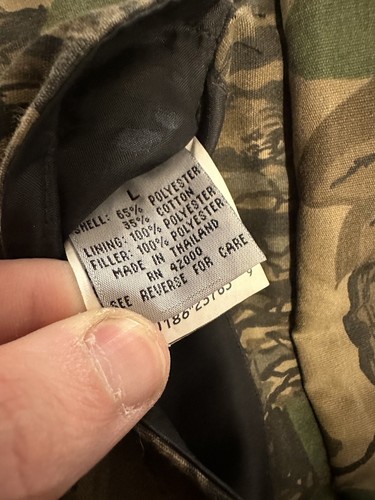 L
SHELL: 65% POLYESTER
35% COTTON
LINING: 100% POLYESTER
FILLER: 100% POLYESTER
MADE IN THAILAND
RN 42000
SEE REVERSE FOR CARE